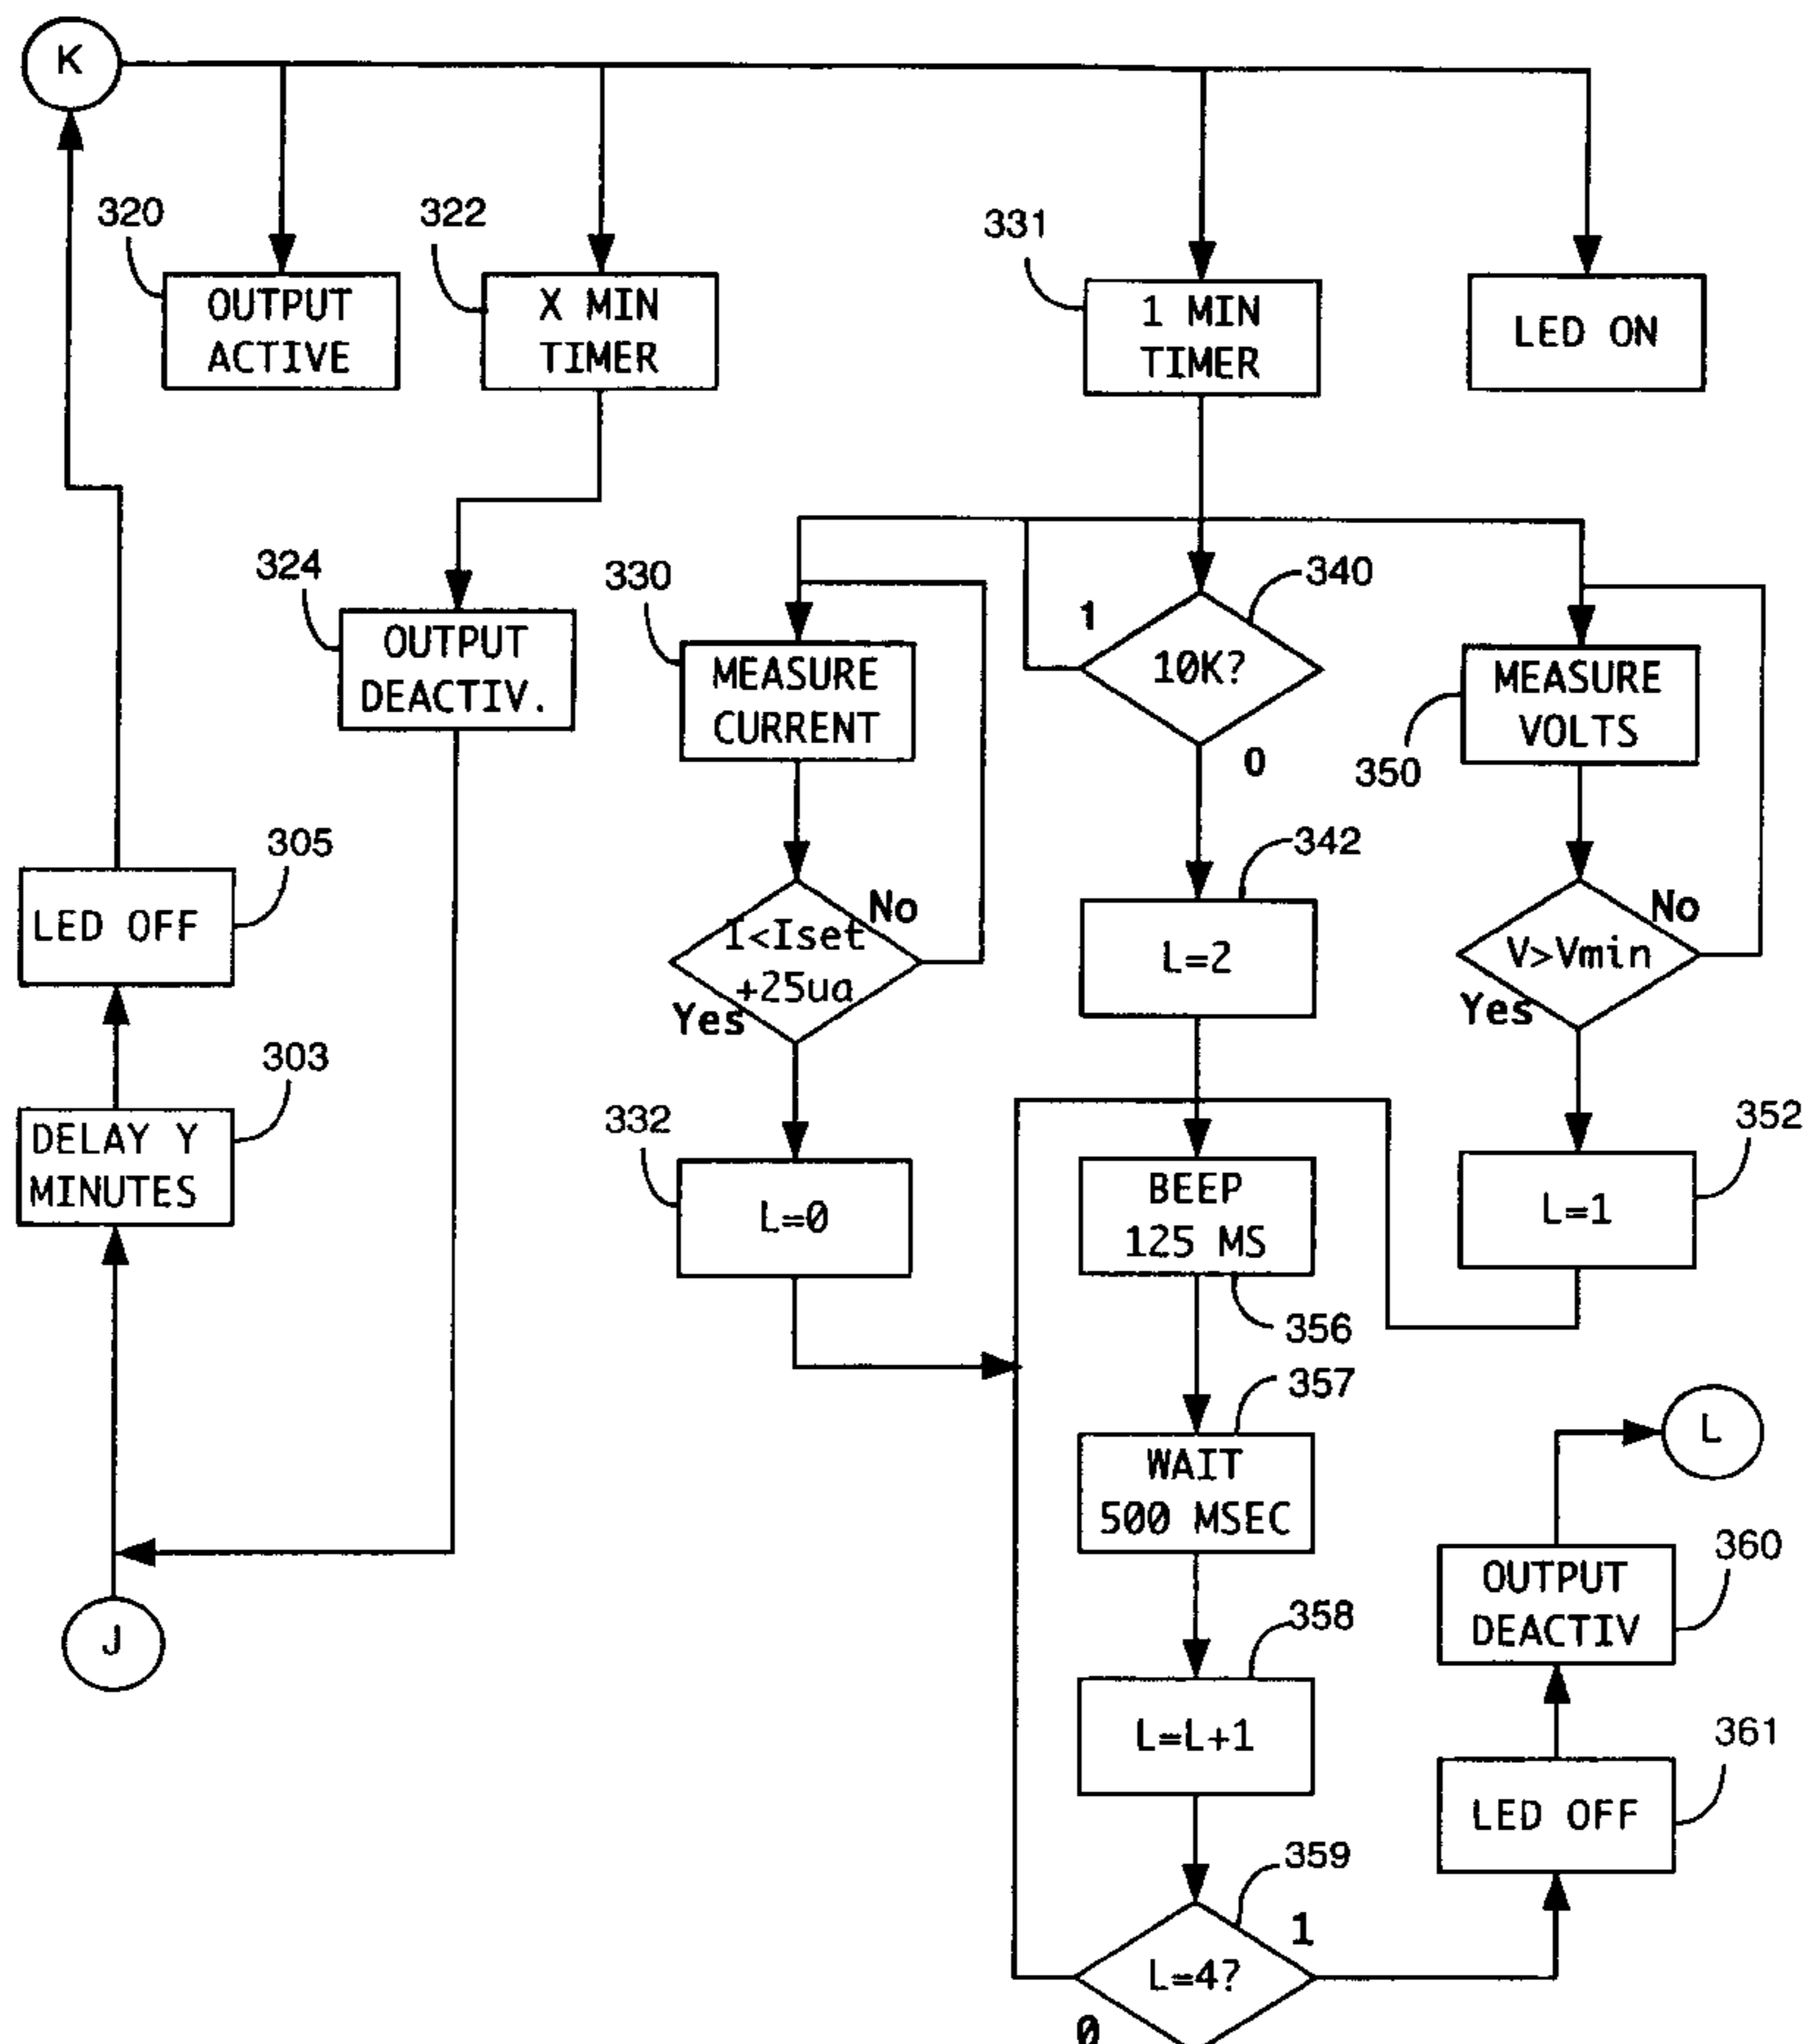 K
320
322
331
OUTPUT
ACTIVE
X MIN
TIMER
1 MIN
TIMER
LED ON
324
330
340
OUTPUT
DEACTIV.
1
10K?
0
MEASURE
CURRENT
MEASURE
VOLTS
350
305
LED OFF
342
No
I<Iset
+25ua
Yes
L=2
No
V>Vmin
Yes
303
DELAY Y
MINUTES
332
L=0
BEEP
125 MS
356
352
L=1
357
WAIT
500 MSEC
L
J
358
L=L+1
OUTPUT
DEACTIV
360
361
LED OFF
359
1
L=4?
0